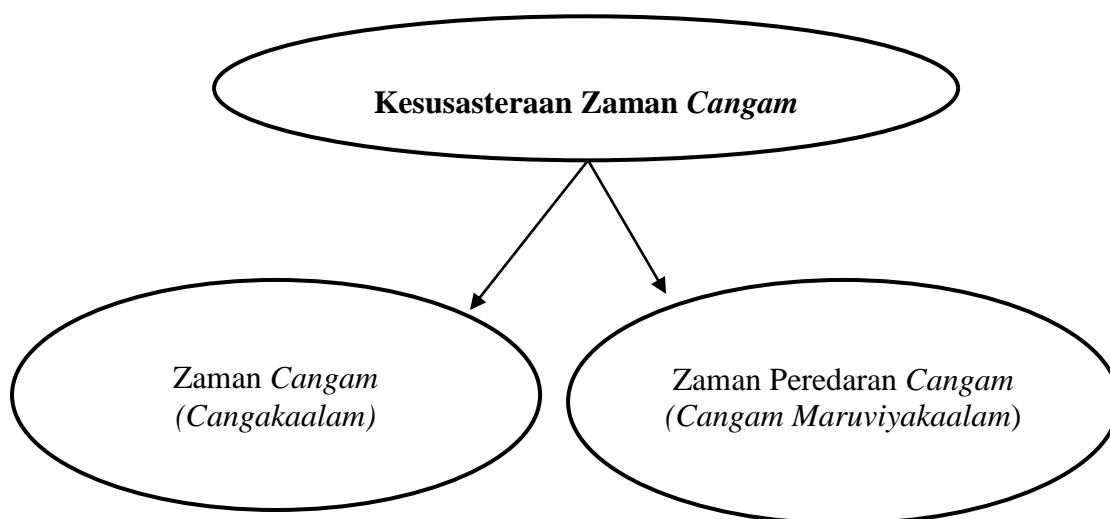 Kesusasteraan Zaman Cangam
Zaman Cangam
(Cangakaalam)
Zaman Peredaran Cangam
(Cangam Maruviyakaalam)